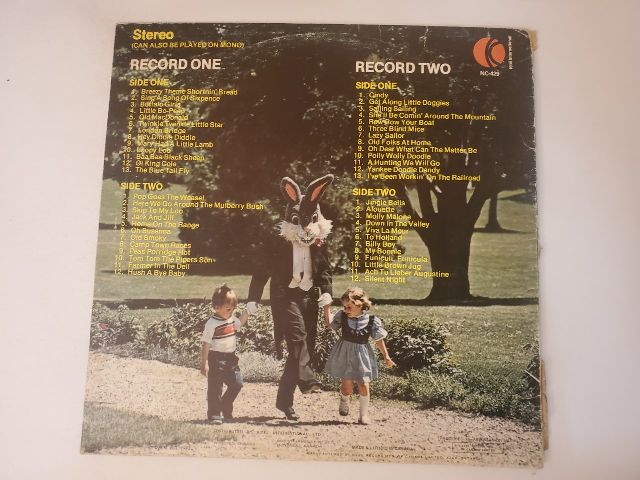 Stereo
(CAN ALSO BE PLAYED ON MONO)
K
NC-429
RECORD ONE
SIDE ONE
1. Breezy Theme Shortnin' Bread
2. Sing A Song Of Sixpence
3. Buffalo Girls
4. Little Bo-Peep
5. Old MacDonald
6. Twinkle Twinkle Little Star
7. London Bridge
8. Hey Diddle Diddle
9. Mary Had A Little Lamb
10. Loopy Loo
11. Baa Baa Black Sheep
12. Ol King Cole
13. The Blue Tail Fly
SIDE TWO
1. Pop Goes The Weasel
2. Here We Go Around The Mulberry Bush
3. Skip To My Loo
4. Jack And Jill
5. Home On The Range
6. Oh Susanna
7. Old Smoky
8. Camp Town Races
9. Peas Porridge Hot
10. Tom Tom The Pipers Son
11. Farmer In The Dell
12. Hush A Bye Baby
RECORD TWO
SIDE ONE
1. Cindy
2. Get Along Little Doggies
3. Sailing Sailing
4. She'll Be Comin' Around The Mountain
5. Row Row Your Boat
6. Three Blind Mice
7. Lazy Sailor
8. Old Folks At Home
9. Oh Dear What Can The Matter Be
10. Polly Wolly Doodle
11. A Hunting We Will Go
12. Yankee Doodle Dandy
13. I've Been Workin' On The Railroad
SIDE TWO
1. Jingle Bells
2. Alouette
3. Molly Malone
4. Down In The Valley
5. Viva La Mour
6. To Holland
7. Billy Boy
8. My Bonnie
9. Funiculi, Funicula
10. Little Brown Jug
11. Ach Tu Lieber Augustine
12. Silent Night